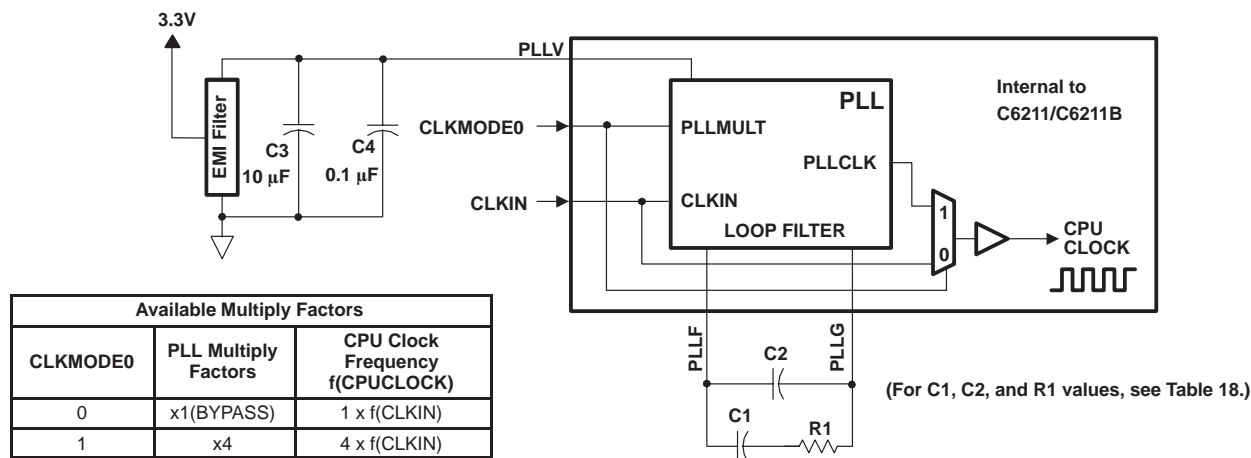 3.3V
PLLV
EMI Filter
C3
10 μF
C4
0.1 μF
CLKMODE0
CLKIN
PLL
PLLMULT
PLLCLK
CLKIN
LOOP FILTER
Internal to
C6211/C6211B
1
0
CPU
CLOCK
PLLF
PLLG
C2
C1
R1
(For C1, C2, and R1 values, see Table 18.)
Available Multiply Factors
CLKMODE0
PLL Multiply
Factors
CPU Clock
Frequency
f(CPUCLOCK)
0
x1(BYPASS)
1 x f(CLKIN)
1
x4
4 x f(CLKIN)